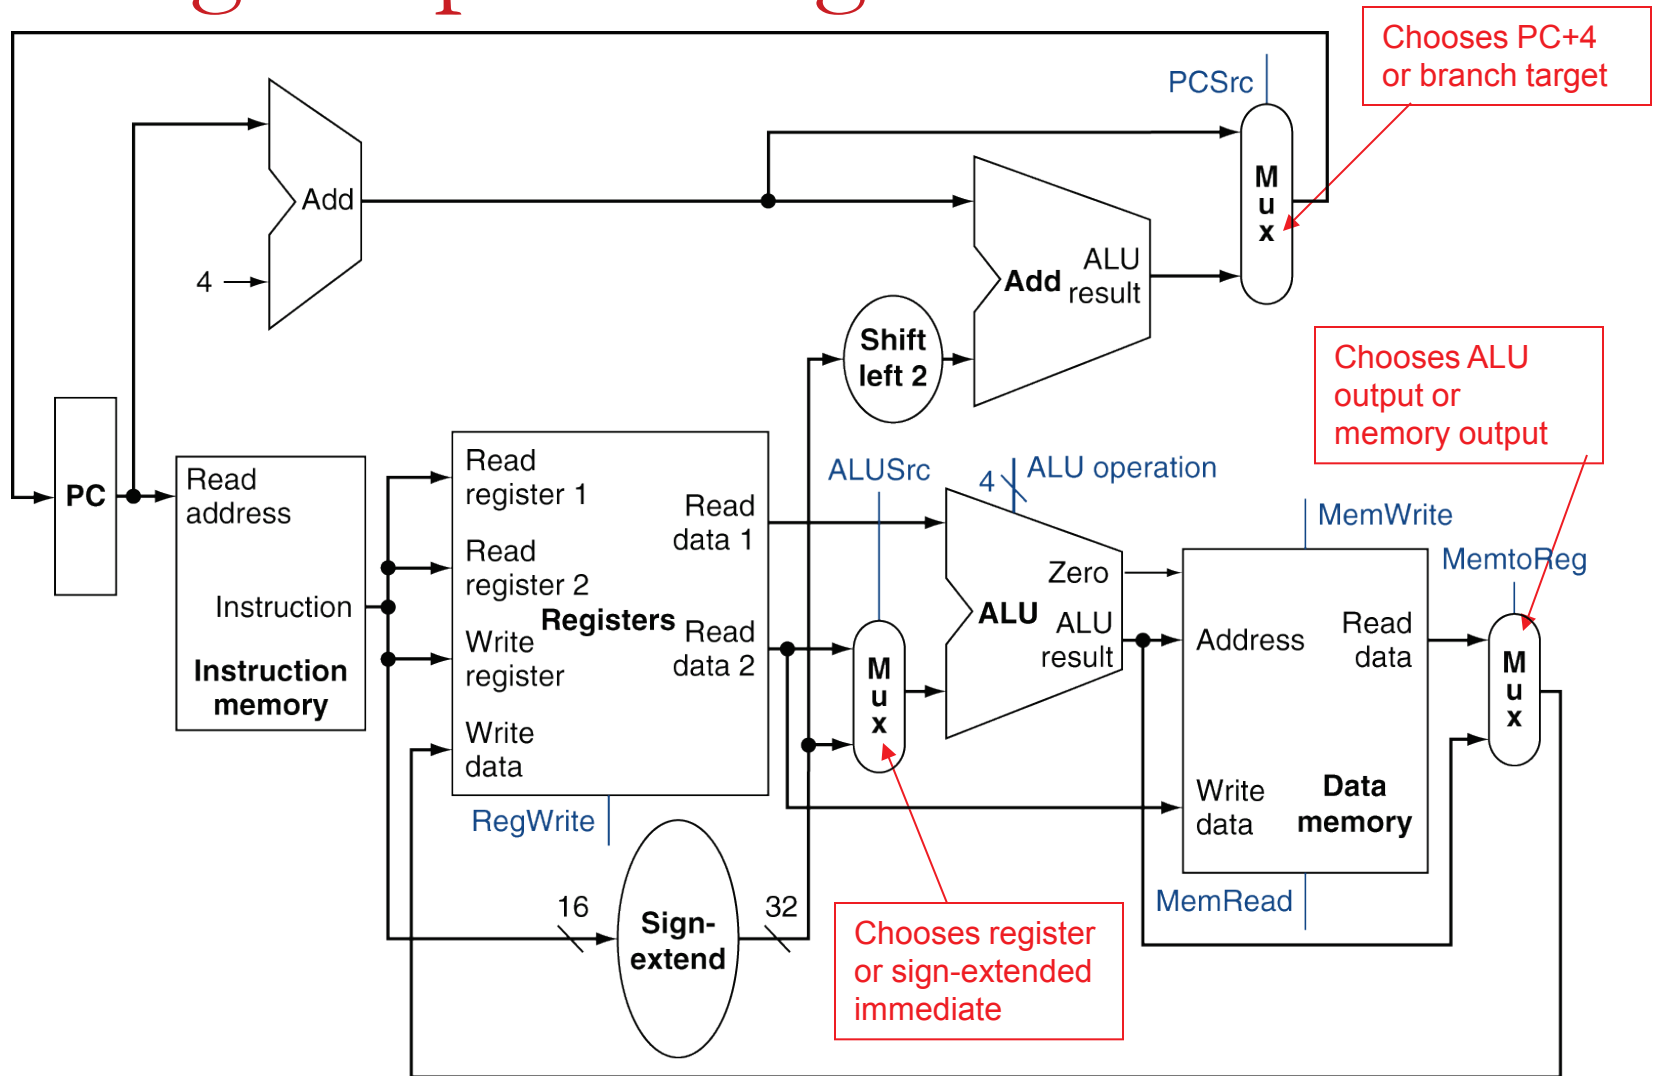 Chooses PC+4
or branch target
PCSrc
M
u
x
Add
4
Add
ALU
result
Shift
left 2
Chooses ALU
output or
memory output
PC
Read
address
Instruction
Instruction
memory
Read
register 1
Read
register 2
Write
register
Write
data
Registers
Read
data 1
Read
data 2
RegWrite
16
Sign-
extend
32
ALUSrc
M
u
x
4
ALU operation
Zero
ALU
ALU
result
MemWrite
Address
Read
data
Write
data
Data
memory
MemRead
MemtoReg
M
u
x
Chooses register
or sign-extended
immediate